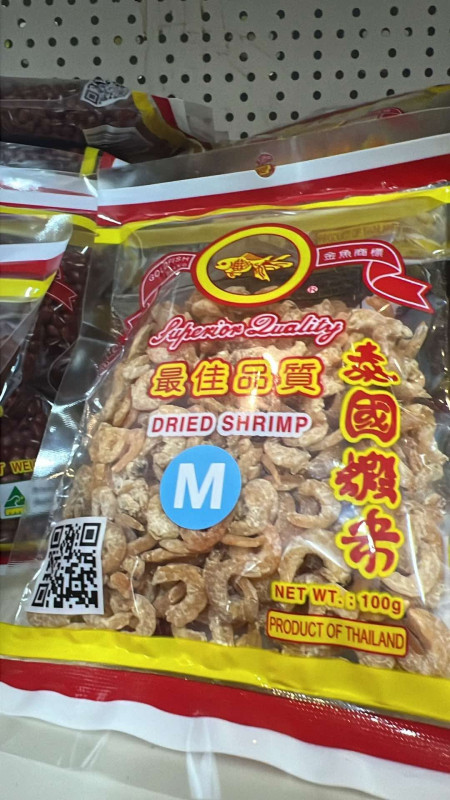 GOLDFISH
金魚商標
®
Superior Quality
最佳品質
DRIED SHRIMP
泰國蝦米
M
NET WT.: 100g
PRODUCT OF THAILAND